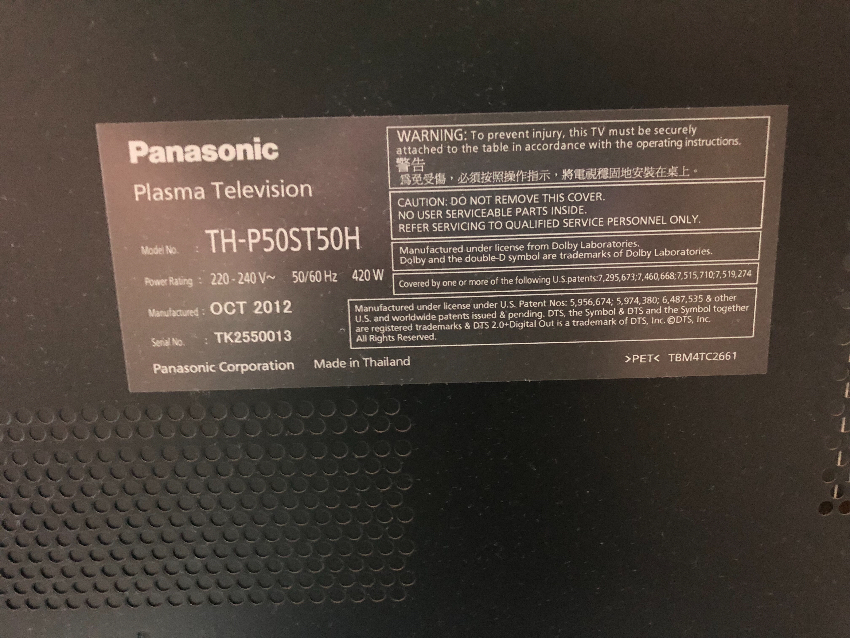 Panasonic
Plasma Television
Model No. : TH-P50ST50H
Power Rating : 220 - 240 V~ 50/60 Hz 420 W
Manufactured : OCT 2012
Serial No. : TK2550013
Panasonic Corporation Made in Thailand
WARNING: To prevent injury, this TV must be securely
attached to the table in accordance with the operating instructions.
警告
為免受傷，必須按照操作指示，將電視穩固地安裝在桌上。
CAUTION: DO NOT REMOVE THIS COVER.
NO USER SERVICEABLE PARTS INSIDE.
REFER SERVICING TO QUALIFIED SERVICE PERSONNEL ONLY.
Manufactured under license from Dolby Laboratories.
Dolby and the double-D symbol are trademarks of Dolby Laboratories.
Covered by one or more of the following U.S.patents:7,295,673;7,460,668;7,515,710;7,519,274
Manufactured under license under U.S. Patent Nos: 5,956,674; 5,974,380; 6,487,535 & other
U.S. and worldwide patents issued & pending. DTS, the Symbol & DTS and the Symbol together
are registered trademarks & DTS 2.0+Digital Out is a trademark of DTS, Inc. ©DTS, Inc.
All Rights Reserved.
>PET< TBM4TC2661